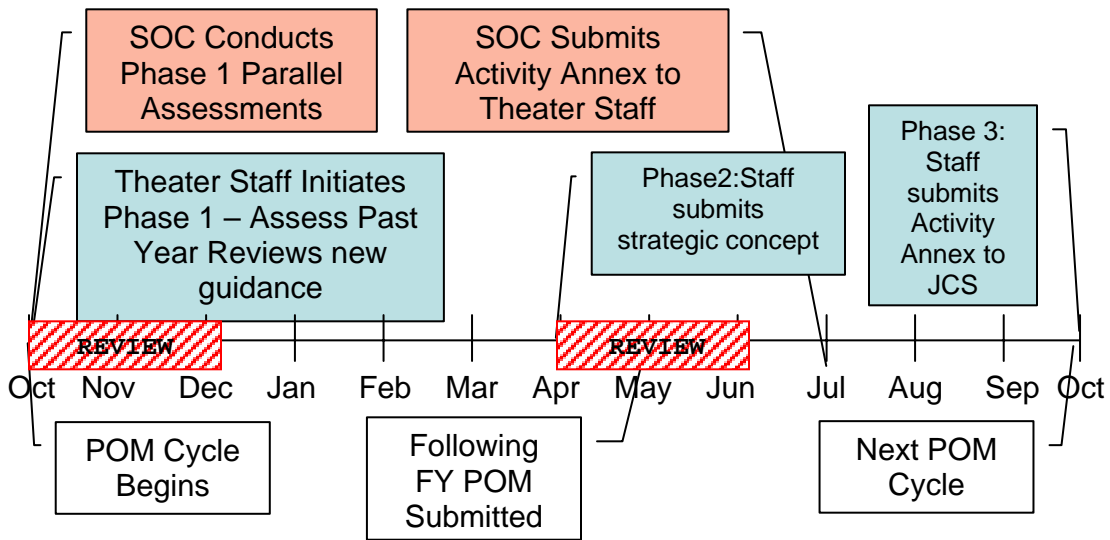 SOC Conducts
Phase 1 Parallel
Assessments
SOC Submits
Activity Annex to
Theater Staff
Theater Staff Initiates
Phase 1 – Assess Past
Year Reviews new
guidance
Phase2:Staff
submits
strategic concept
Phase 3:
Staff
submits
Activity
Annex to
JCS
REVIEW
REVIEW
Oct Nov Dec Jan Feb Mar Apr May Jun Jul Aug Sep Oct
POM Cycle
Begins
Following
FY POM
Submitted
Next POM
Cycle